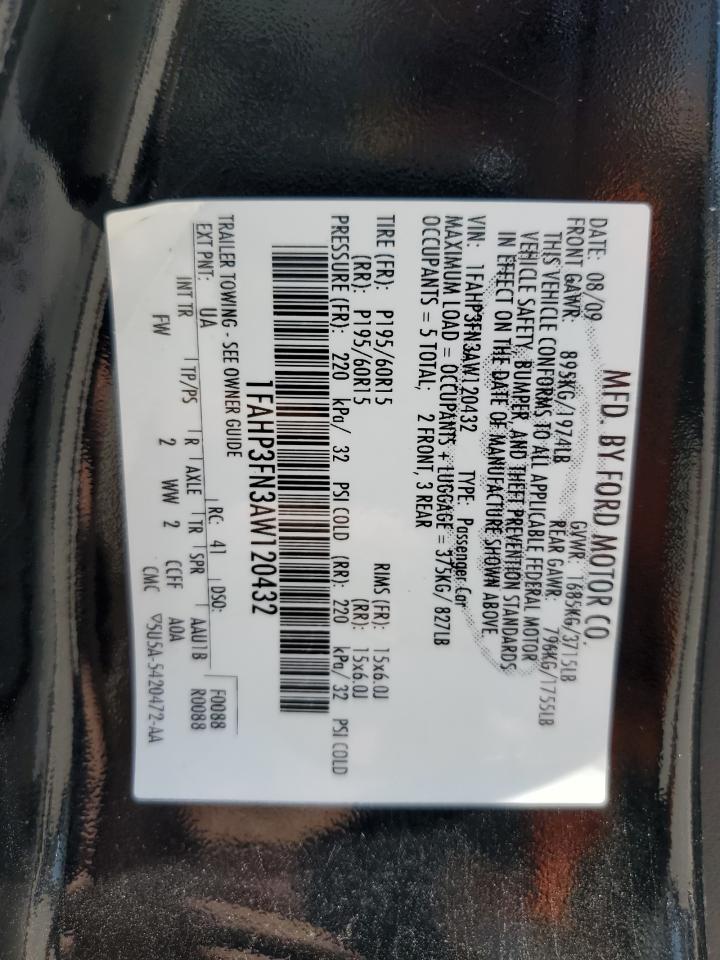 MFD. BY FORD MOTOR CO.
DATE: 08/09 GVWR: 1685KG/3715LB
FRONT GAWR: 895KG/1974LB REAR GAWR: 796KG/1755LB
THIS VEHICLE CONFORMS TO ALL APPLICABLE FEDERAL MOTOR
VEHICLE SAFETY, BUMPER, AND THEFT PREVENTION STANDARDS
IN EFFECT ON THE DATE OF MANUFACTURE SHOWN ABOVE.
VIN: 1FAHP3FN3AW120432 TYPE: Passenger Car
MAXIMUM LOAD = OCCUPANTS + LUGGAGE = 375KG/ 827LB
OCCUPANTS = 5 TOTAL, 2 FRONT, 3 REAR
TIRE (FR): P195/60R15 RIMS (FR): 15x6.0J
(RR): P195/60R15 (RR): 15x6.0J
PRESSURE (FR): 220 kPa/ 32 PSI COLD (RR): 220 kPa/ 32 PSI COLD
1FAHP3FN3AW120432
TRAILER TOWING - SEE OWNER GUIDE
F0088
EXT PNT: UA RC: 41 DSO: R0088
INT TR TP/PS R AXLE TR SPR AAU1B
FW 2 WW 2 CCFF AOA
CMC 5U5A-5420472-AA